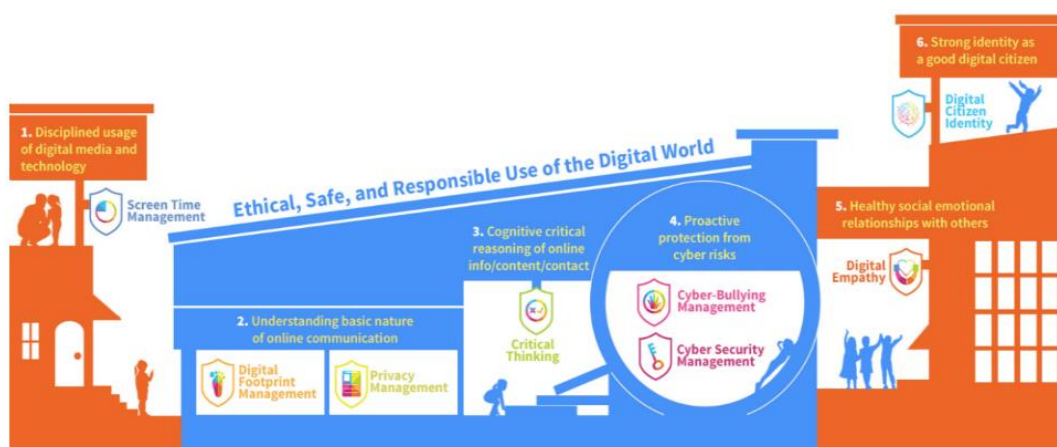 1. Disciplined usage
of digital media and
technology
Screen Time
Management
Ethical, Safe, and Responsible Use of the Digital World
2. Understanding basic nature
of online communication
Digital
Footprint
Management
Privacy
Management
3. Cognitive critical
reasoning of online
info/content/contact
Critical
Thinking
4. Proactive
protection from
cyber risks
Cyber-Bullying
Management
Cyber Security
Management
5. Healthy social emotional
relationships with others
Digital
Empathy
6. Strong identity as
a good digital citizen
Digital
Citizen
Identity